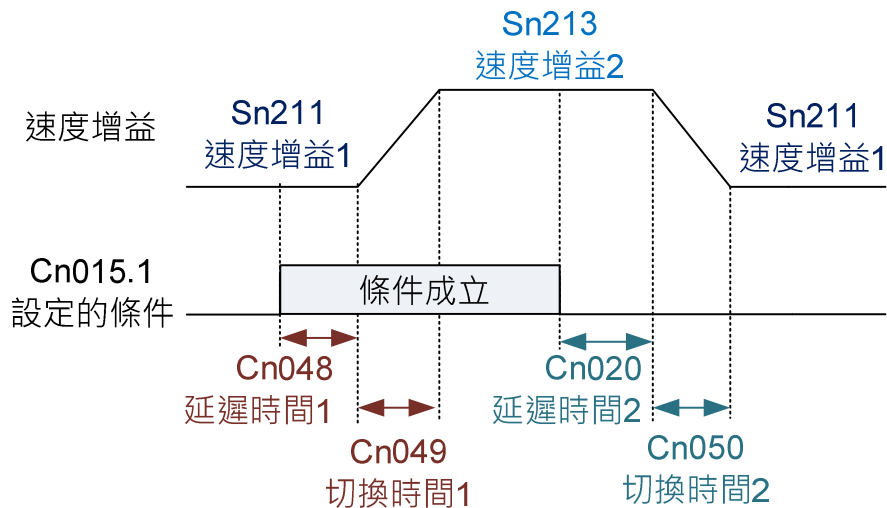 Sn213
速度增益2
Sn211
速度增益1
速度增益
Sn211
速度增益1
Cn015.1
設定的條件
條件成立
Cn048
延遲時間1
Cn020
延遲時間2
Cn049
切換時間1
Cn050
切換時間2